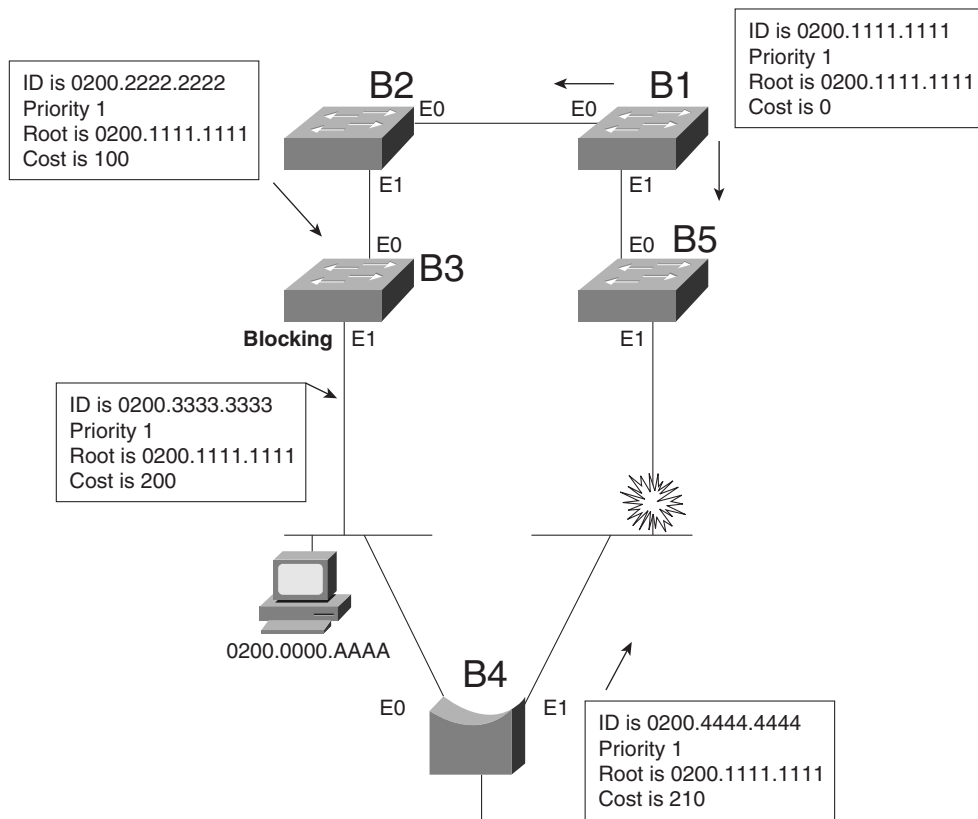 ID is 0200.1111.1111
Priority 1
Root is 0200.1111.1111
Cost is 0
ID is 0200.2222.2222
Priority 1
Root is 0200.1111.1111
Cost is 100
B2
B1
E0
E0
E1
E1
E0
B3
E0
B5
Blocking
E1
E1
ID is 0200.3333.3333
Priority 1
Root is 0200.1111.1111
Cost is 200
0200.0000.AAAA
B4
E0
E1
ID is 0200.4444.4444
Priority 1
Root is 0200.1111.1111
Cost is 210